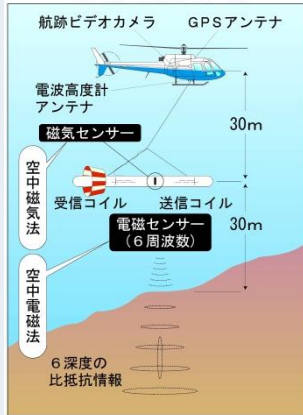 航跡ビデオカメラ
GPSアンテナ
電波高度計
アンテナ
30m
磁気センサー
空中磁気法
受信コイル
送信コイル
電磁センサー
(6周波数)
30m
空中電磁法
6深度の
比抵抗情報